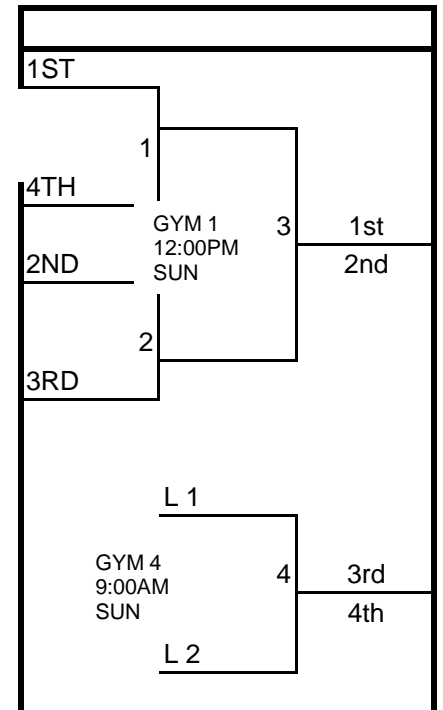 1ST
1
4TH
GYM 1
12:00PM
SUN
3
1st
2nd
2ND
2
3RD
L 1
GYM 4
9:00AM
SUN
4
3rd
4th
L 2